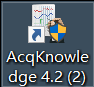 AcqKnowle
dge 4.2 (2)